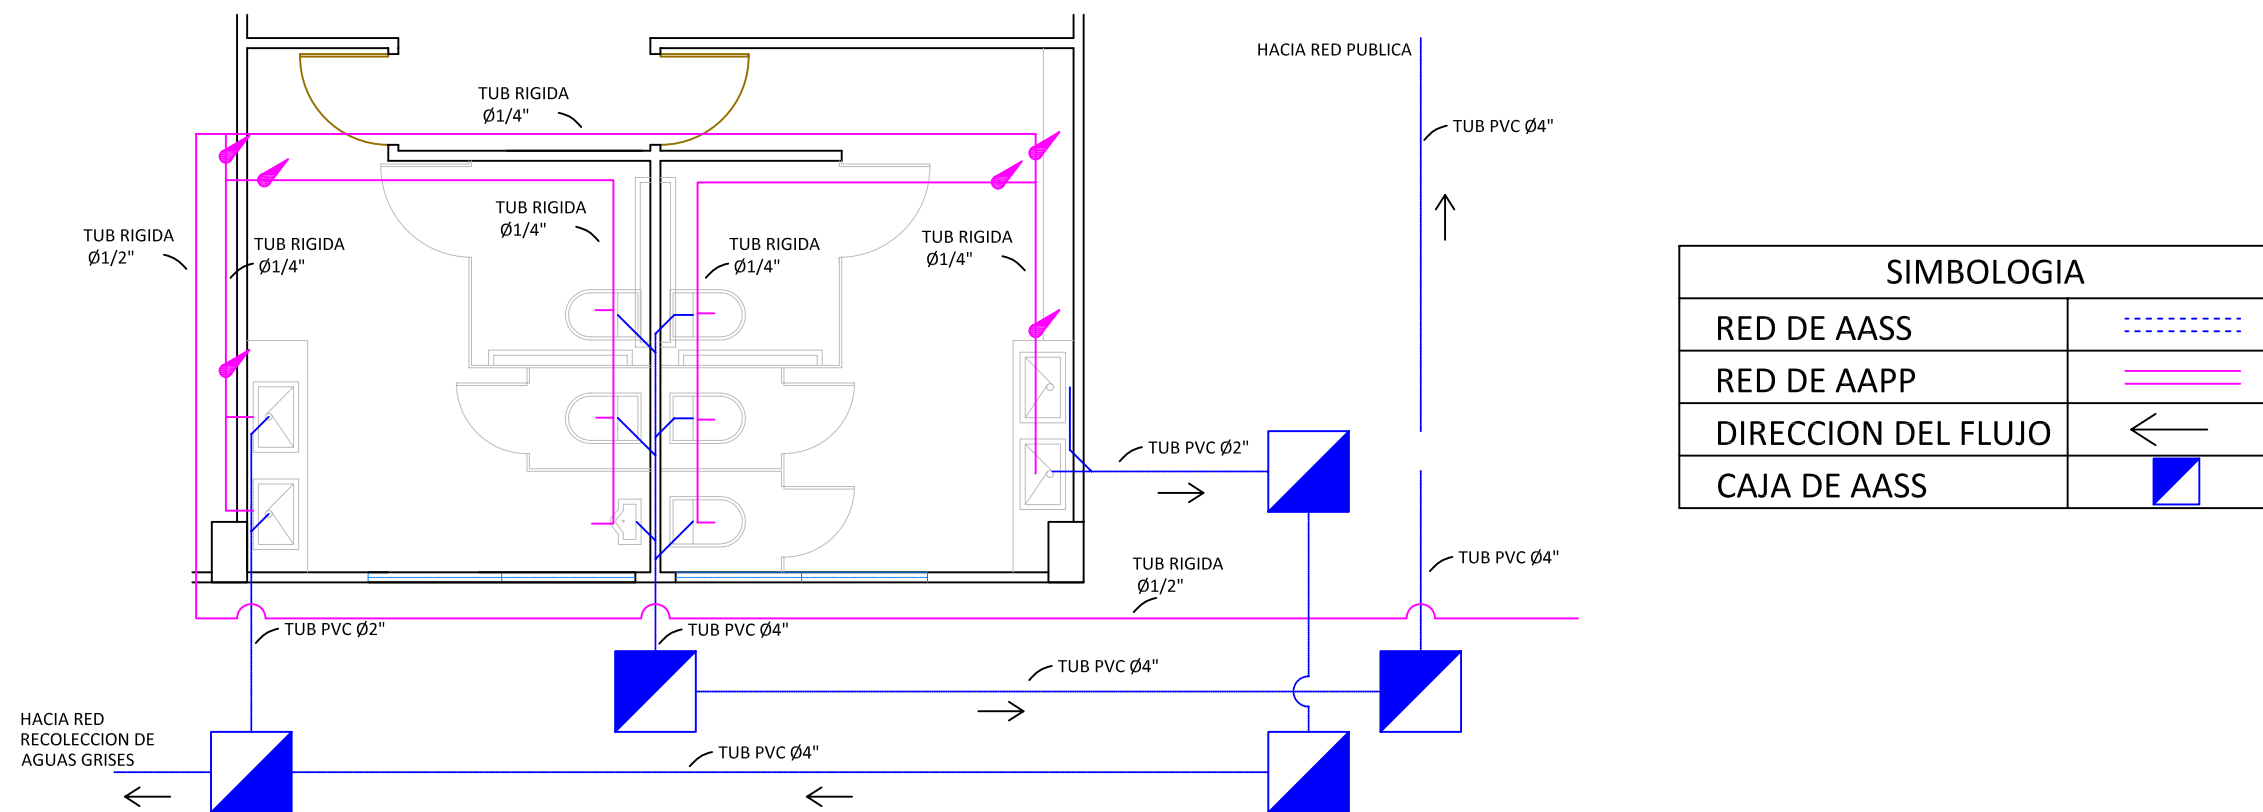 HACIA RED PUBLICA
TUB RIGIDA
Ø1/4"
TUB PVC Ø4"
TUB RIGIDA
Ø1/4"
TUB RIGIDA
Ø1/2"
TUB RIGIDA
Ø1/4"
TUB RIGIDA
Ø1/4"
TUB RIGIDA
Ø1/4"
SIMBOLOGIA
RED DE AASS
RED DE AAPP
DIRECCION DEL FLUJO
CAJA DE AASS
TUB PVC Ø2"
TUB PVC Ø4"
TUB RIGIDA
Ø1/2"
TUB PVC Ø2"
TUB PVC Ø4"
TUB PVC Ø4"
HACIA RED
RECOLECCION DE
AGUAS GRISES
TUB PVC Ø4"